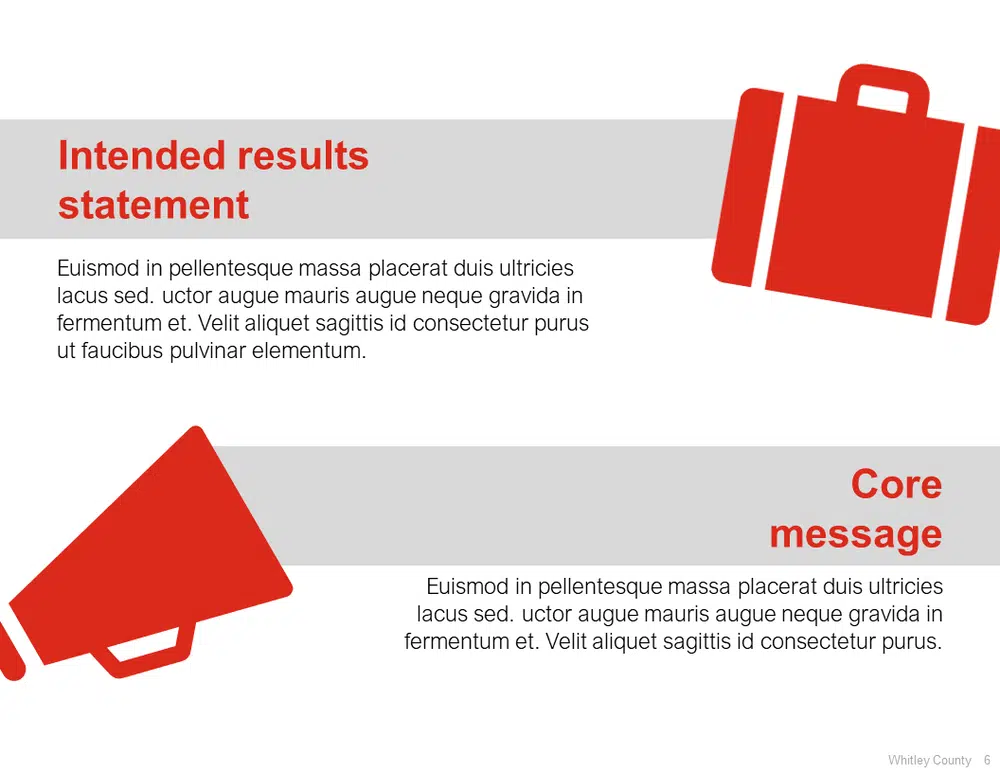 Intended results
statement
Euismod in pellentesque massa placerat duis ultricies
lacus sed. uctor augue mauris augue neque gravida in
fermentum et. Velit aliquet sagittis id consectetur purus
ut faucibus pulvinar elementum.
Core
message
Euismod in pellentesque massa placerat duis ultricies
lacus sed. uctor augue mauris augue neque gravida in
fermentum et. Velit aliquet sagittis id consectetur purus.
Whitley County 6